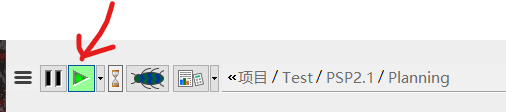 «项目 / Test / PSP2.1 / Planning